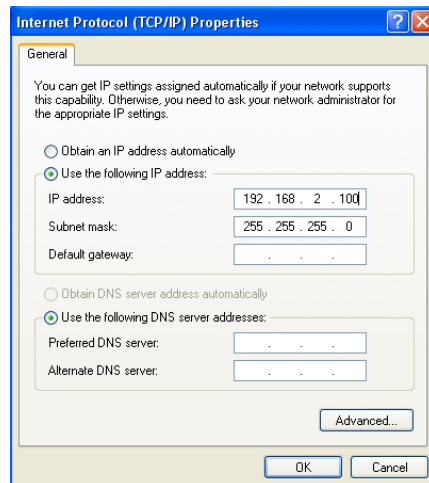 Internet Protocol (TCP/IP) Properties
General
You can get IP settings assigned automatically if your network supports
this capability. Otherwise, you need to ask your network administrator for
the appropriate IP settings.
Obtain an IP address automatically
Use the following IP address:
IP address: 192 . 168 . 2 . 100
Subnet mask: 255 . 255 . 255 . 0
Default gateway: . . .
Obtain DNS server address automatically
Use the following DNS server addresses:
Preferred DNS server: . . .
Alternate DNS server: . . .
Advanced...
OK Cancel